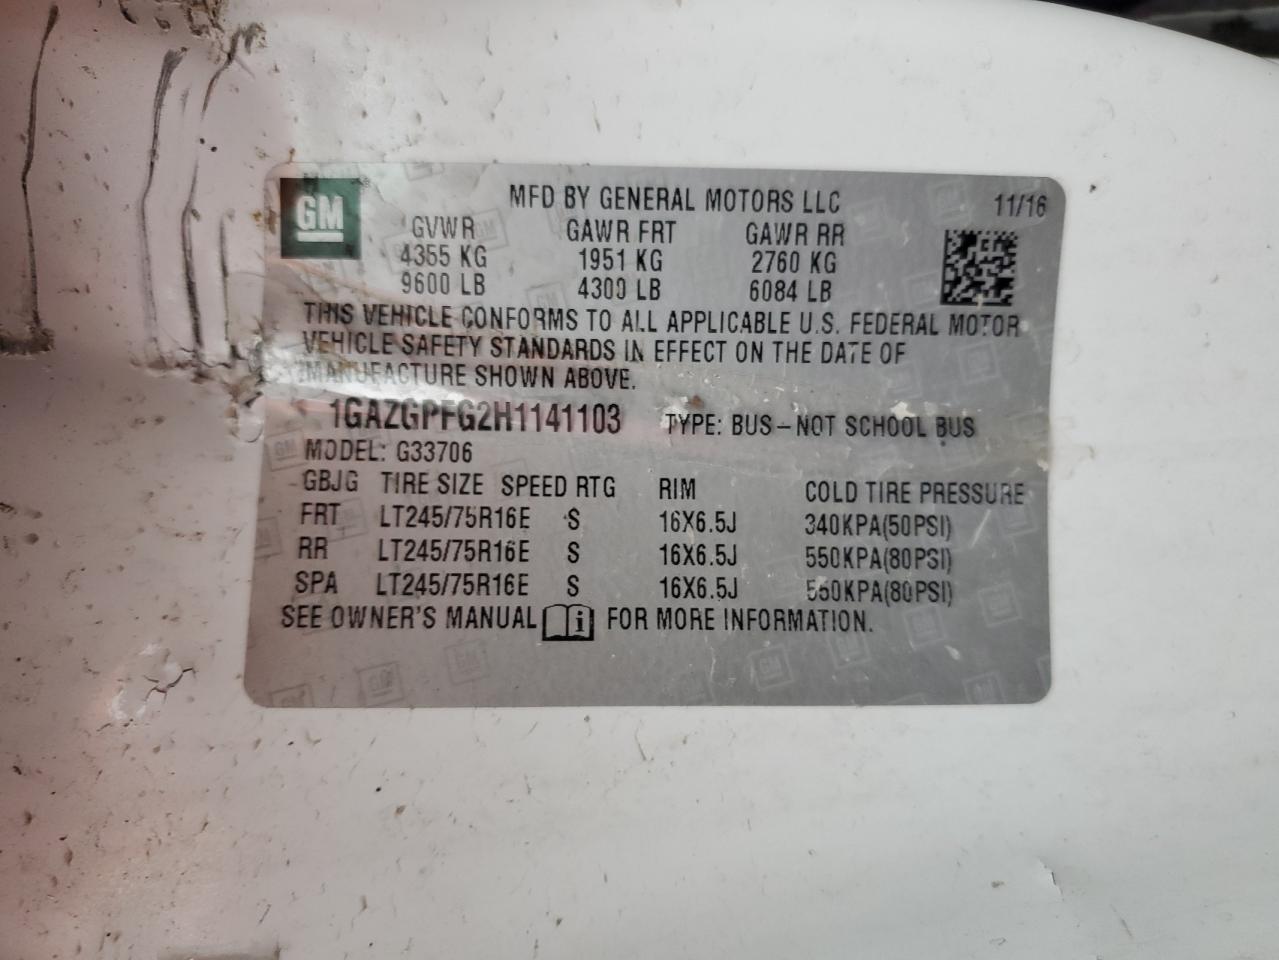 GM
MFD BY GENERAL MOTORS LLC 11/16
GVWR GAWR FRT GAWR RR
4355 KG 1951 KG 2760 KG
9600 LB 4300 LB 6084 LB
THIS VEHICLE CONFORMS TO ALL APPLICABLE U.S. FEDERAL MOTOR
VEHICLE SAFETY STANDARDS IN EFFECT ON THE DATE OF
MANUFACTURE SHOWN ABOVE.
1GAZGPFG2H1141103 TYPE: BUS-NOT SCHOOL BUS
MODEL: G33706
GBJG TIRE SIZE SPEED RTG RIM COLD TIRE PRESSURE
FRT LT245/75R16E S 16X6.5J 340KPA(50PSI)
RR LT245/75R16E S 16X6.5J 550KPA(80PSI)
SPA LT245/75R16E S 16X6.5J 550KPA(80PSI)
SEE OWNER'S MANUAL i FOR MORE INFORMATION.